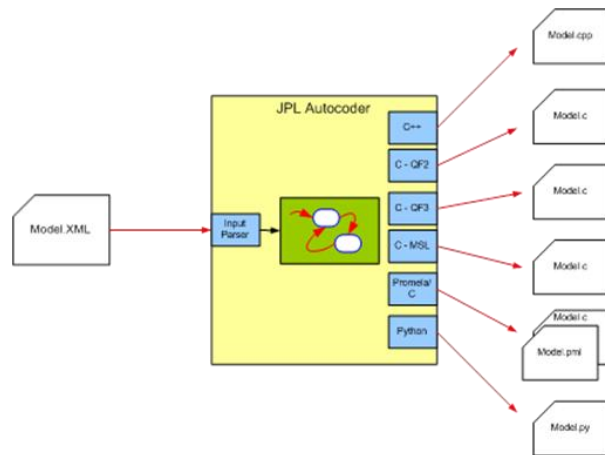 Model.cpp
JPL Autocoder
C++
Model.c
C - QF2
Model.XML
Input
Parser
C - QF3
Model.c
C - MSL
Model.c
Promela/
C
Model.c
Model.pml
Python
Model.py